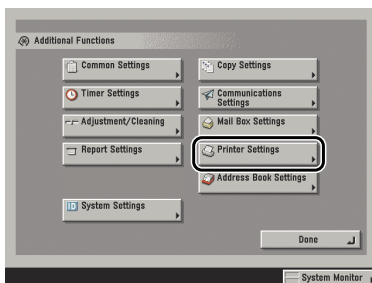 Additional Functions
Common Settings
Copy Settings
Timer Settings
Communications
Settings
Adjustment/Cleaning
Mail Box Settings
Report Settings
Printer Settings
Address Book Settings
System Settings
Done
System Monitor